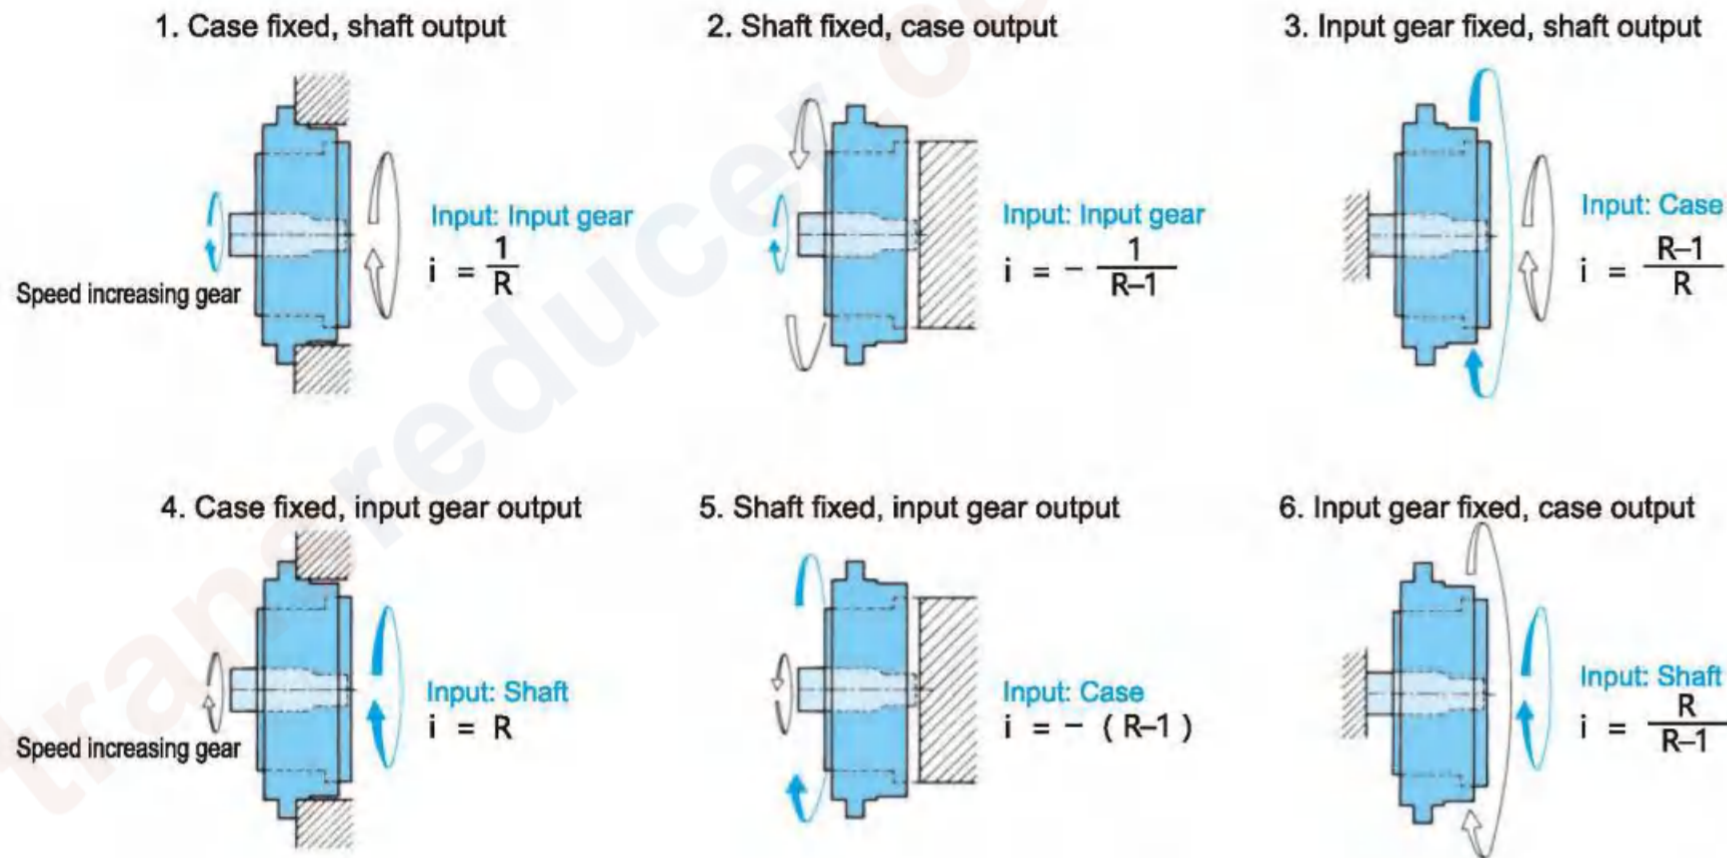 1. Case fixed, shaft output
Input: Input gear
i = 1/R
Speed increasing gear
2. Shaft fixed, case output
Input: Input gear
i = - 1/R–1
3. Input gear fixed, shaft output
Input: Case
i = R–1/R
4. Case fixed, input gear output
Input: Shaft
i = R
Speed increasing gear
5. Shaft fixed, input gear output
Input: Case
i = - ( R–1 )
6. Input gear fixed, case output
Input: Shaft
i = R/R–1
transreducer.co